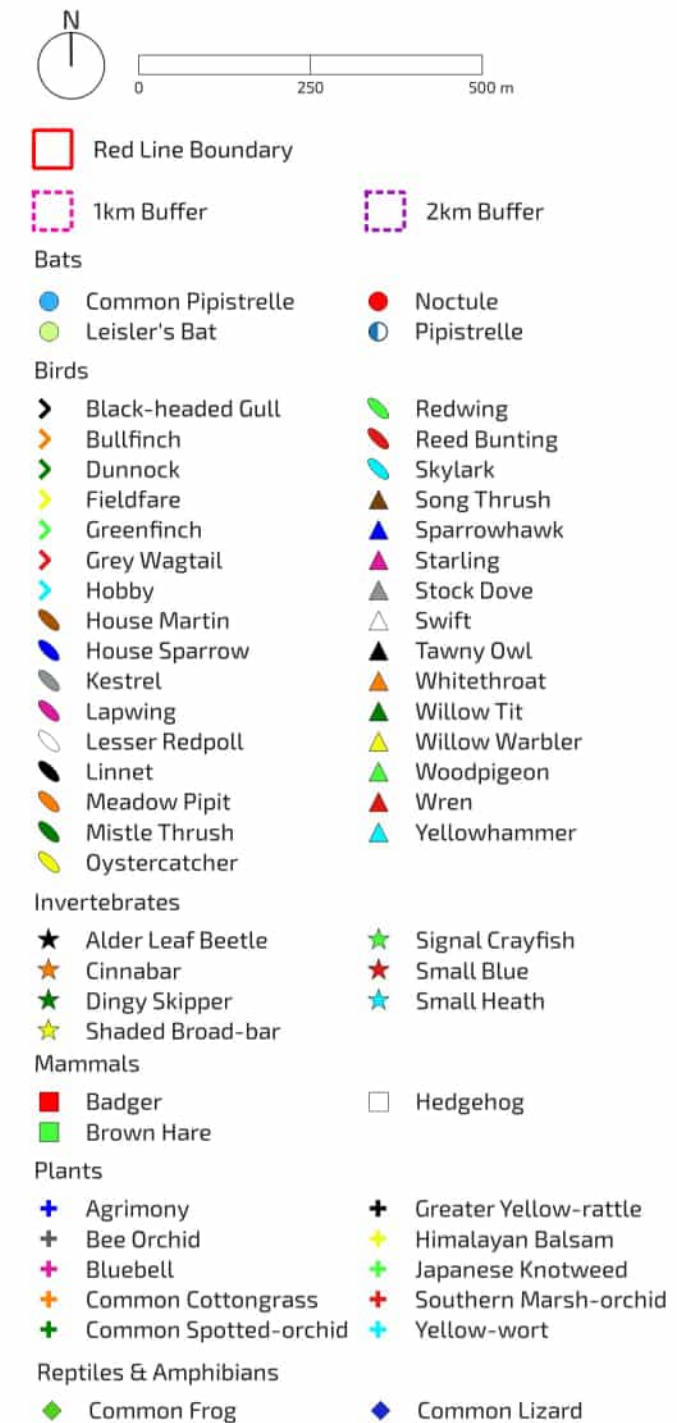 N
0 250 500 m
Red Line Boundary
1km Buffer 2km Buffer
Bats
Common Pipistrelle Noctule
Leisler's Bat Pipistrelle
Birds
Black-headed Gull Redwing
Bullfinch Reed Bunting
Dunnock Skylark
Fieldfare Song Thrush
Greenfinch Sparrowhawk
Grey Wagtail Starling
Hobby Stock Dove
House Martin Swift
House Sparrow Tawny Owl
Kestrel Whitethroat
Lapwing Willow Tit
Lesser Redpoll Willow Warbler
Linnet Woodpigeon
Meadow Pipit Wren
Mistle Thrush Yellowhammer
Oystercatcher
Invertebrates
Alder Leaf Beetle Signal Crayfish
Cinnabar Small Blue
Dingy Skipper Small Heath
Shaded Broad-bar
Mammals
Badger Hedgehog
Brown Hare
Plants
Agrimony Greater Yellow-rattle
Bee Orchid Himalayan Balsam
Bluebell Japanese Knotweed
Common Cottongrass Southern Marsh-orchid
Common Spotted-orchid Yellow-wort
Reptiles & Amphibians
Common Frog Common Lizard